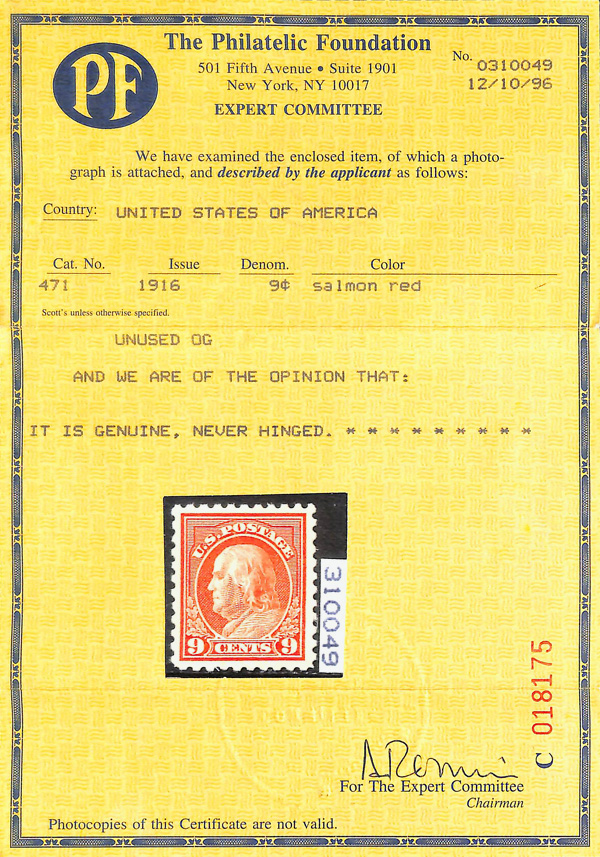 PF
The Philatelic Foundation
501 Fifth Avenue • Suite 1901
New York, NY 10017
EXPERT COMMITTEE
No. 0310049
12/10/96
We have examined the enclosed item, of which a photo-
graph is attached, and described by the applicant as follows:
Country: UNITED STATES OF AMERICA
Cat. No. Issue Denom. Color
471 1916 9¢ salmon red
Scott's unless otherwise specified.
UNUSED OG
AND WE ARE OF THE OPINION THAT:
IT IS GENUINE, NEVER HINGED. * * * * * * * * *
U.S. POSTAGE
9 CENTS 9
310049
C 018175
For The Expert Committee
Chairman
Photocopies of this Certificate are not valid.